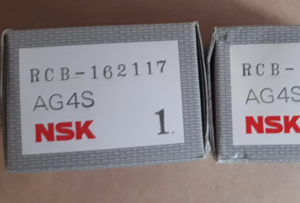 RCB-162117
AG4S
NSK 1
RCB-
AG4S
NSK